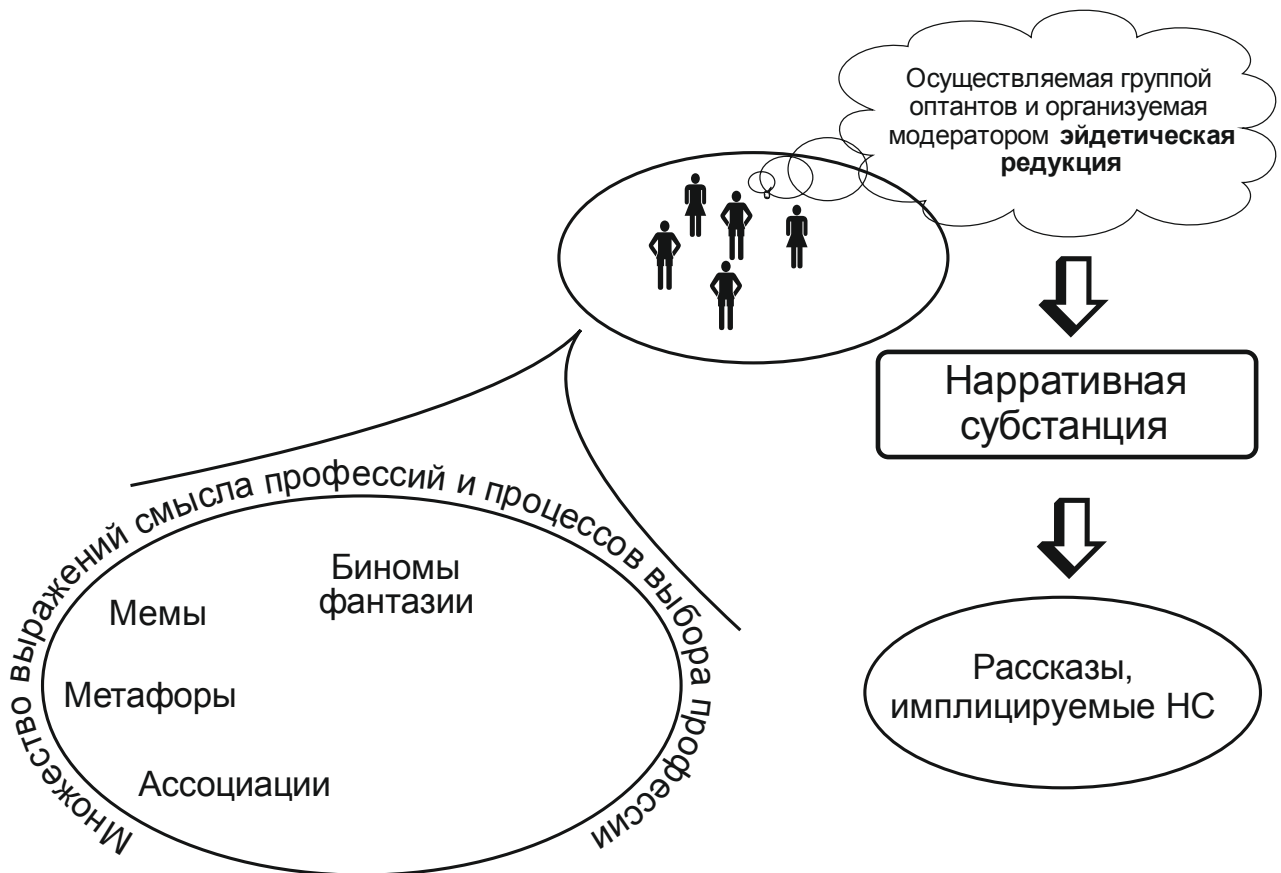 Осуществляемая группой
оптантов и организуемая
модератором эйдетическая
редукция
Нарративная
субстанция
Рассказы,
имплицируемые НС
Множество выражений смысла профессий и процессов выбора профессии
Биномы
фантазии
Мемы
Метафоры
Ассоциации